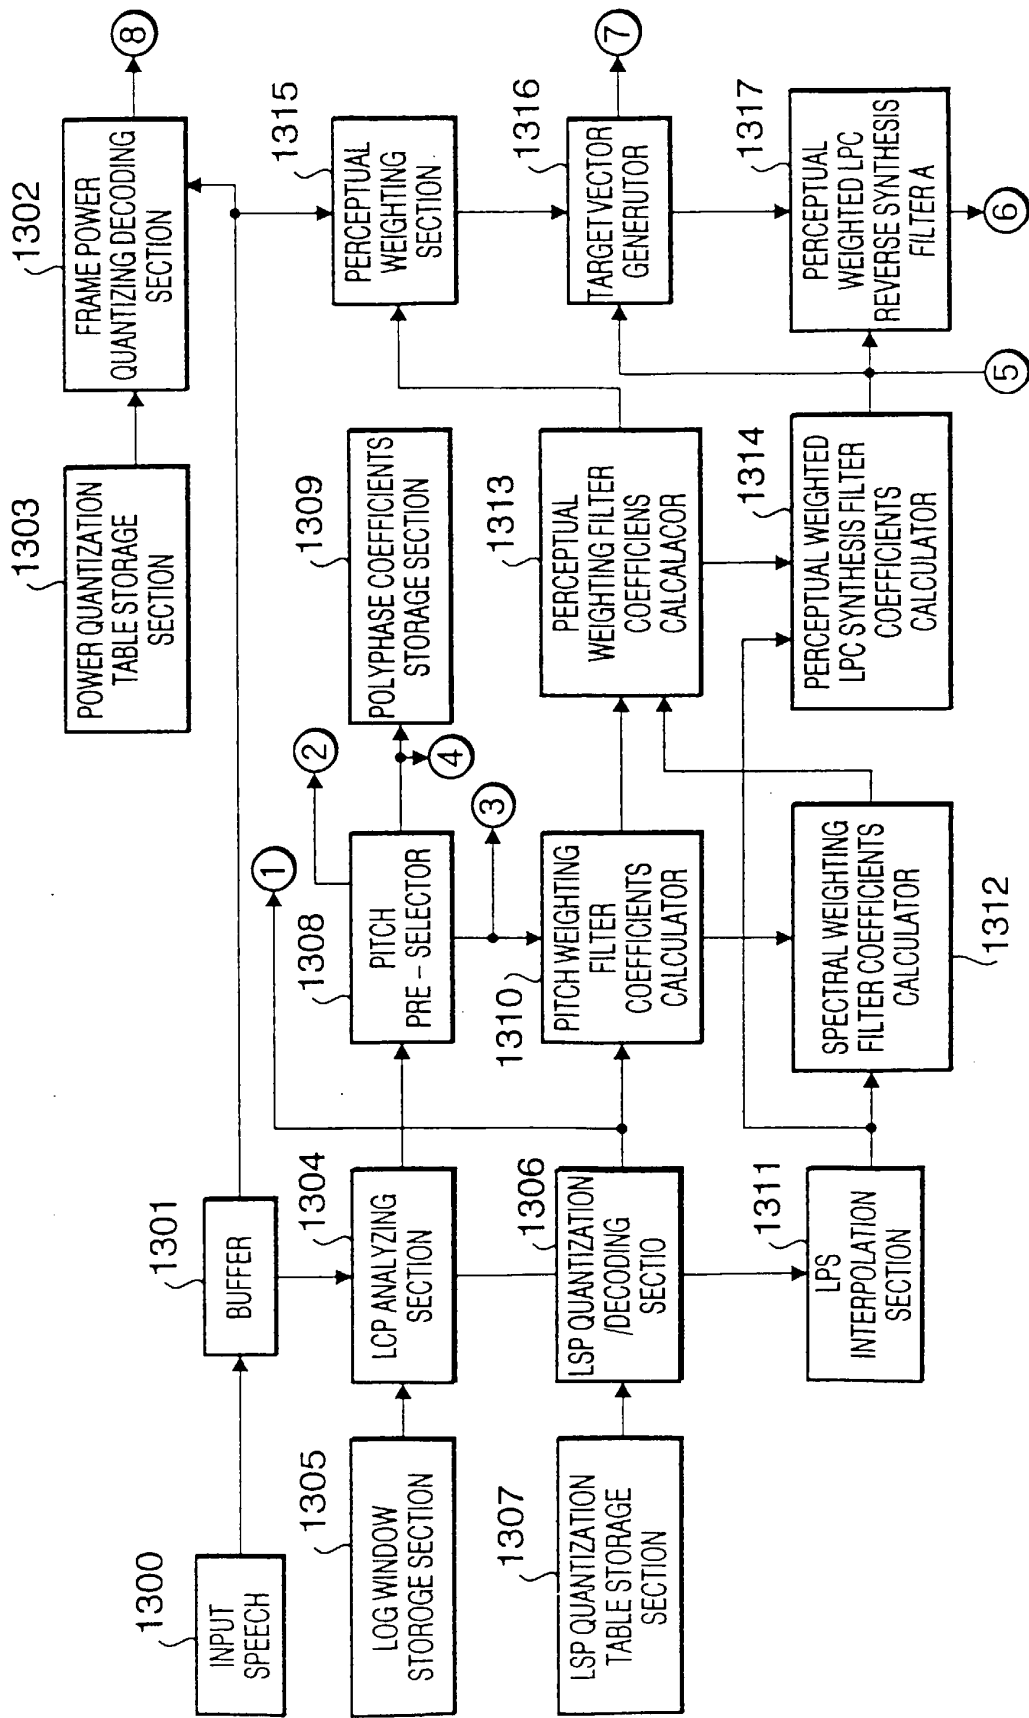 1300
INPUT
SPEECH
1301
BUFFER
1302
FRAME POWER
QUANTIZING DECODING
SECTION
8
1303
POWER QUANTIZATION
TABLE STORAGE
SECTION
1305
LOG WINDOW
STOROGE SECTION
1304
LCP ANALYZING
SECTION
1
1308
PITCH
PRE – SELECTOR
2
3
4
1309
POLYPHASE COEFFICIENTS
STORAGE SECTION
1315
PERCEPTUAL
WEIGHTING
SECTION
1307
LSP QUANTIZATION
TABLE STORAGE
SECTION
1306
LSP QUANTIZATION
/DECODING
SECTIO
1310
PITCH WEIGHTING
FILTER
COEFFICIENTS
CALCULATOR
1313
PERCEPTUAL
WEIGHTING FILTER
COEFFICIENS
CALCALACOR
1316
TARGET VECTOR
GENERUTOR
7
1311
LPS
INTERPOLATION
SECTION
1312
SPECTRAL WEIGHTING
FILTER COEFFICIENTS
CALCULATOR
1314
PERCEPTUAL WEIGHTED
LPC SYNTHESIS FILTER
COEFFICIENTS
CALCULATOR
5
1317
PERCEPTUAL
WEIGHTED LPC
REVERSE SYNTHESIS
FILTER A
6